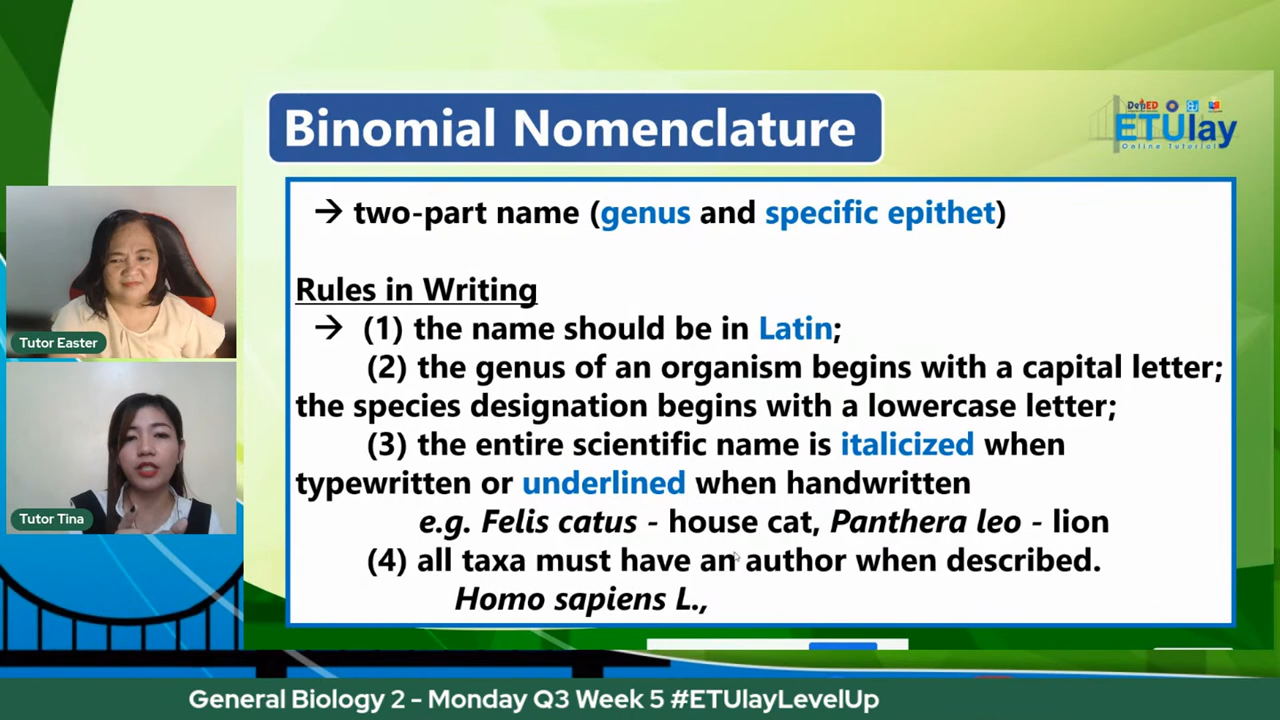 Binomial Nomenclature
DepED
ETUlay
Online Tutorial
→ two-part name (genus and specific epithet)
Rules in Writing
→ (1) the name should be in Latin;
(2) the genus of an organism begins with a capital letter;
the species designation begins with a lowercase letter;
(3) the entire scientific name is italicized when
typewritten or underlined when handwritten
e.g. Felis catus - house cat, Panthera leo - lion
(4) all taxa must have an author when described.
Homo sapiens L.,
Tutor Easter
Tutor Tina
General Biology 2 - Monday Q3 Week 5 #ETUlayLevelUp